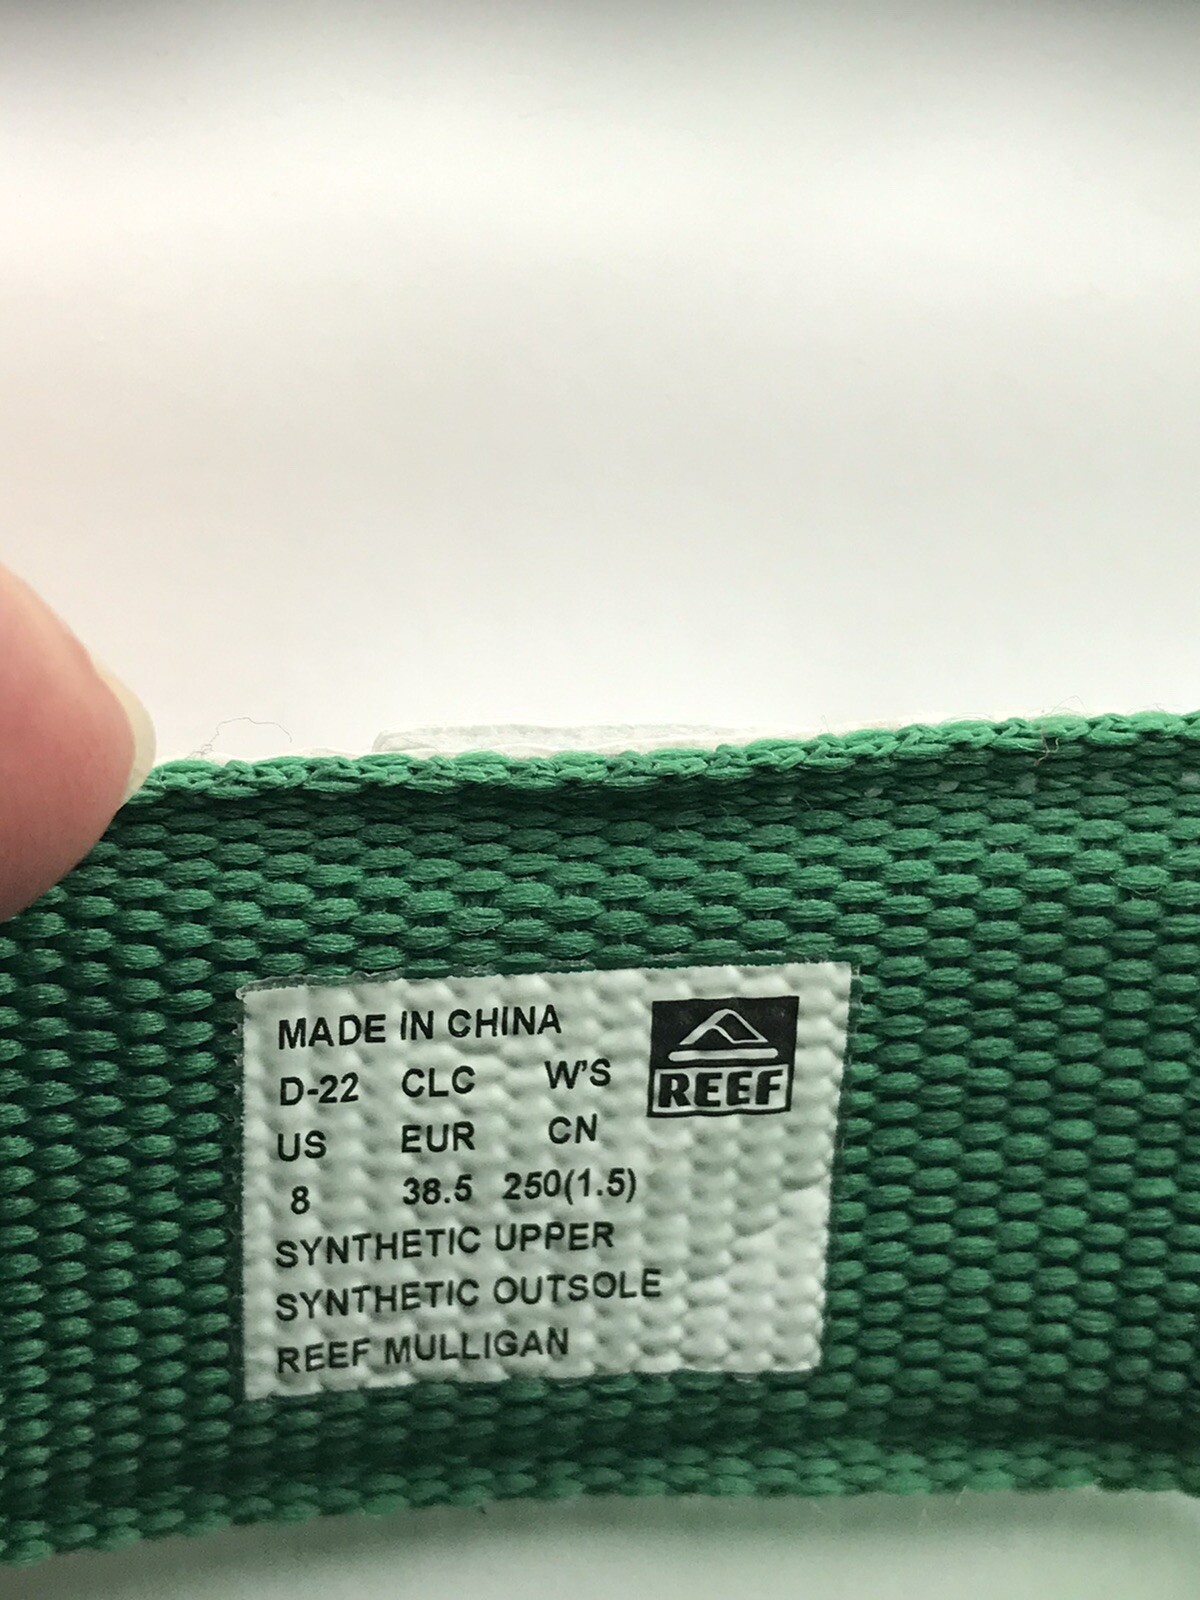 MADE IN CHINA
D-22 CLC W'S
US EUR CN
8 38.5 250(1.5)
SYNTHETIC UPPER
SYNTHETIC OUTSOLE
REEF MULLIGAN
REEF